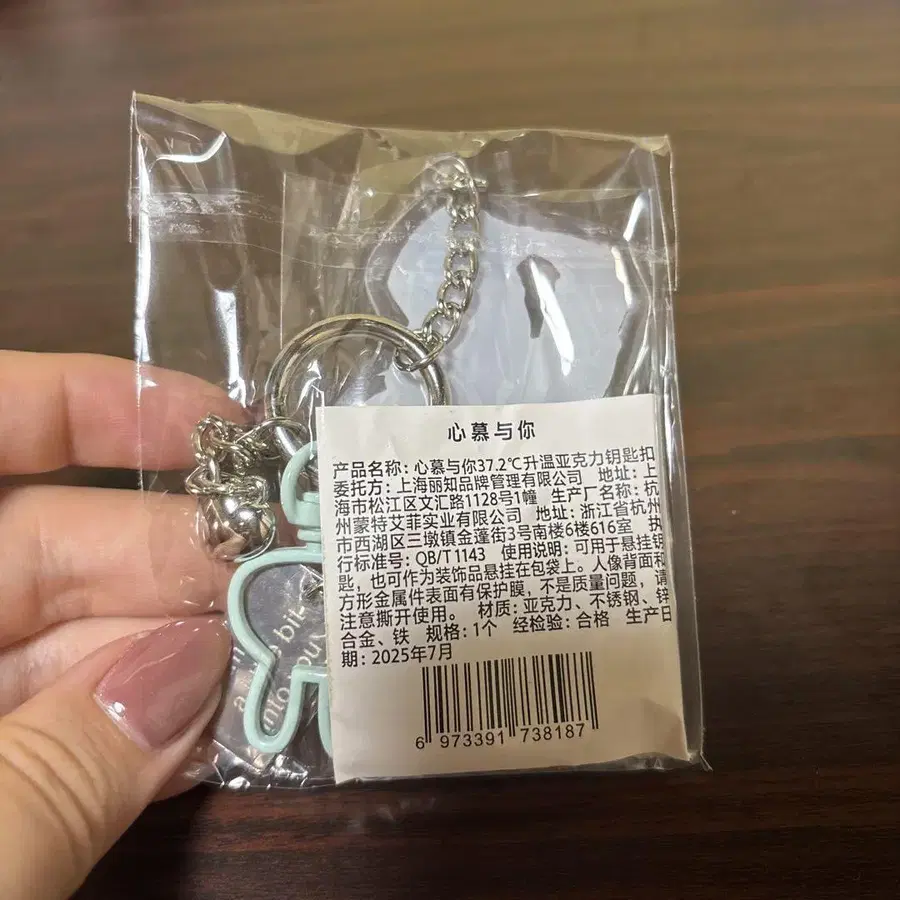 心慕与你
产品名称：心慕与你37.2℃升温亚克力钥匙扣
委托方：上海丽知品牌管理有限公司 地址：上
海市松江区文汇路1128号1幢 生产厂名称：杭
州蒙特艾菲实业有限公司 地址：浙江省杭州
市西湖区三墩镇金蓬街3号南楼6楼616室 执
行标准号：QB/T1143 使用说明：可用于悬挂钥
匙，也可作为装饰品悬挂在包袋上。人像背面和
方形金属件表面有保护膜，不是质量问题，请
注意撕开使用。 材质：亚克力、不锈钢、锌
合金、铁 规格：1个 经检验：合格 生产日
期：2025年7月
6 973391 738187